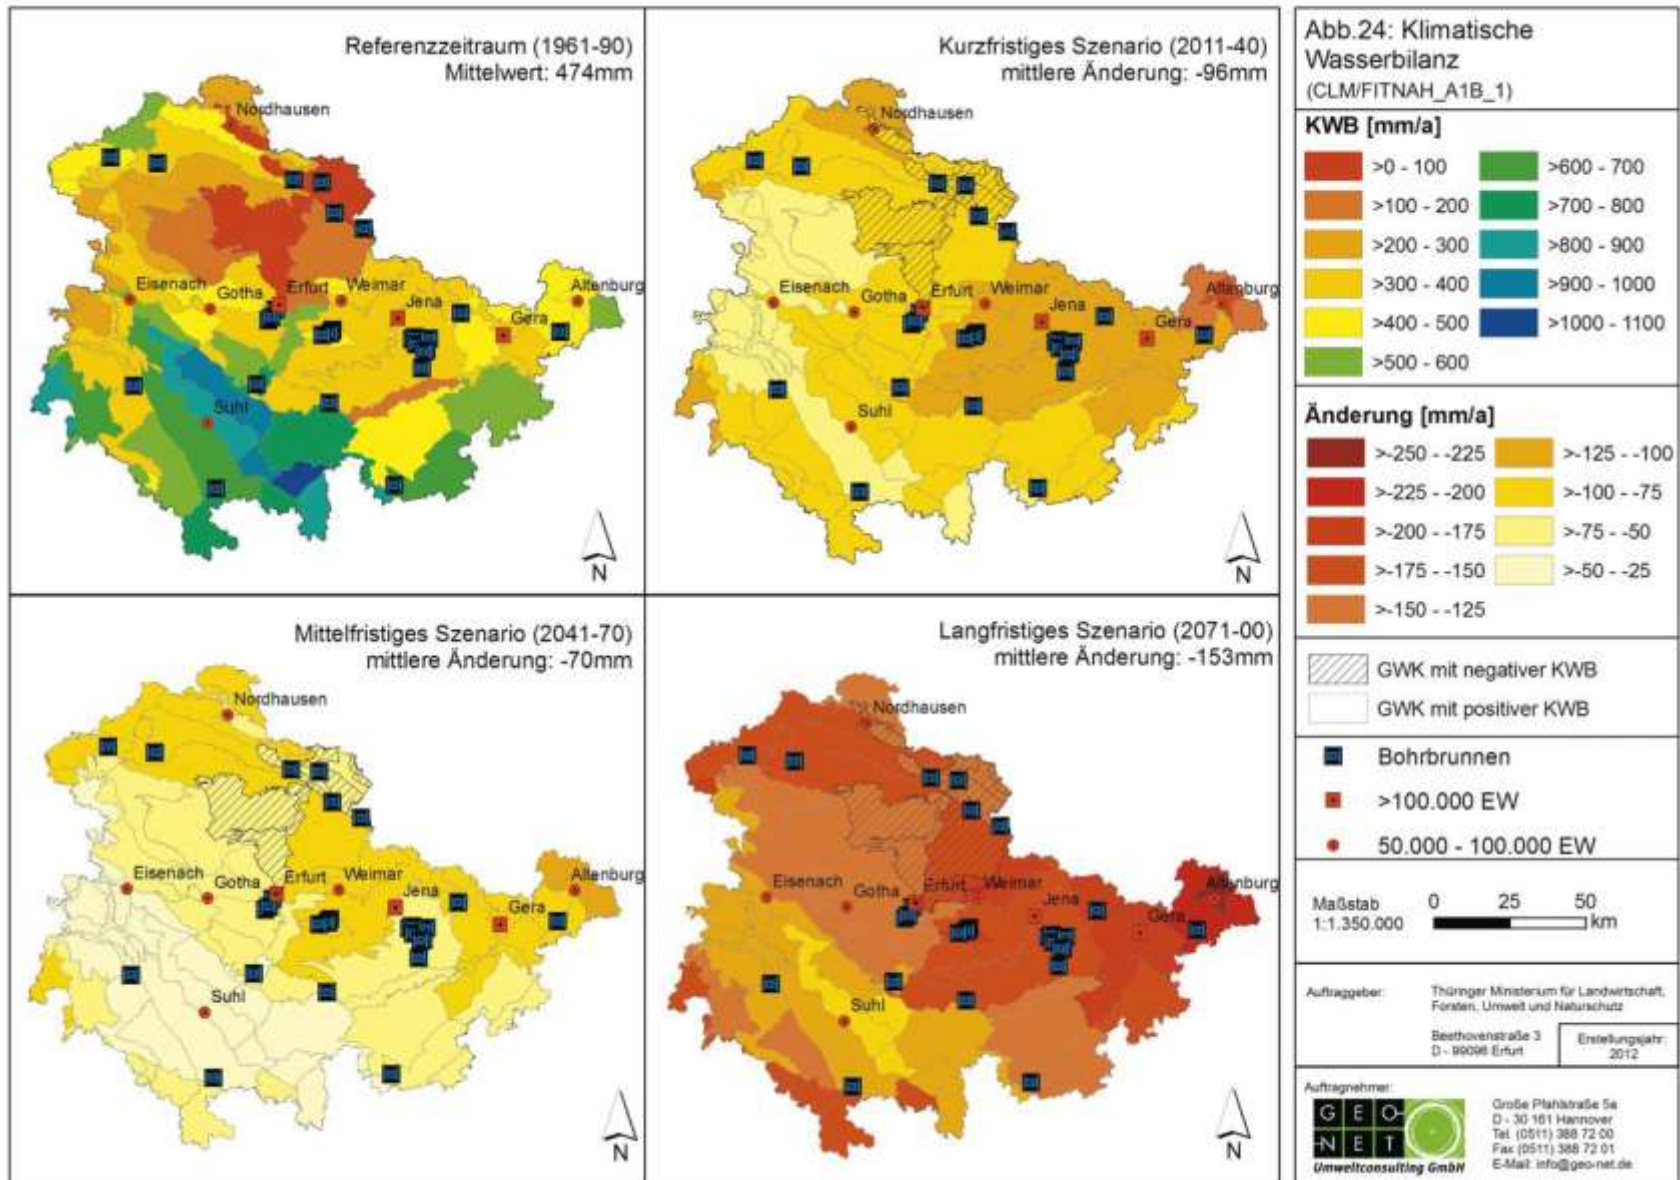 Referenzzeitraum (1961-90)
Mittelwert: 474mm
Nordhausen
Eisenach
Gotha
Erfurt
Weimar
Jena
Gera
Altenburg
Suhl
N
Kurzfristiges Szenario (2011-40)
mittlere Änderung: -96mm
Nordhausen
Eisenach
Gotha
Erfurt
Weimar
Jena
Gera
Altenburg
Suhl
N
Mittelfristiges Szenario (2041-70)
mittlere Änderung: -70mm
Nordhausen
Eisenach
Gotha
Erfurt
Weimar
Jena
Gera
Altenburg
Suhl
N
Langfristiges Szenario (2071-00)
mittlere Änderung: -153mm
Nordhausen
Eisenach
Gotha
Erfurt
Weimar
Jena
Gera
Altenburg
Suhl
N
Abb.24: Klimatische
Wasserbilanz
(CLM/FITNAH_A1B_1)
KWB [mm/a]
>0 - 100
>100 - 200
>200 - 300
>300 - 400
>400 - 500
>500 - 600
>600 - 700
>700 - 800
>800 - 900
>900 - 1000
>1000 - 1100
Änderung [mm/a]
>-250 - -225
>-225 - -200
>-200 - -175
>-175 - -150
>-150 - -125
>-125 - -100
>-100 - -75
>-75 - -50
>-50 - -25
GWK mit negativer KWB
GWK mit positiver KWB
Bohrbrunnen
>100.000 EW
50.000 - 100.000 EW
Maßstab
1:1.350.000
0 25 50
km
Auftraggeber:
Thüringer Ministerium für Landwirtschaft,
Forsten, Umwelt und Naturschutz
Beethovenstraße 3
D - 99096 Erfurt
Erstellungsjahr:
2012
Auftragnehmer:
GEO-
NET
Umweltconsulting GmbH
Große Pfahlstraße 5a
D - 30 161 Hannover
Tel. (0511) 388 72 00
Fax (0511) 388 72 01
E-Mail: info@geo-net.de